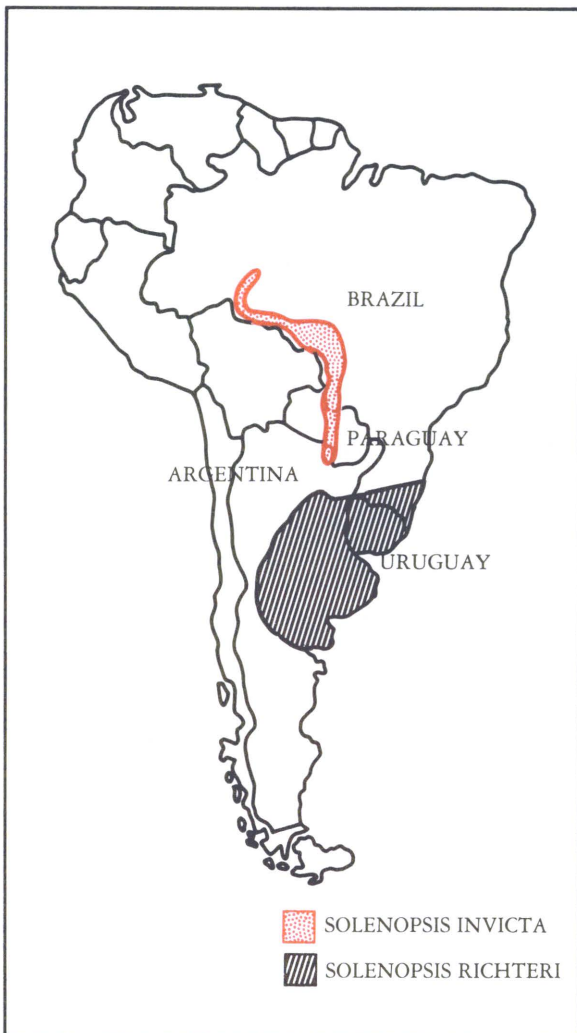 BRAZIL
PARAGUAY
ARGENTINA
URUGUAY
SOLENOPSIS INVICTA
SOLENOPSIS RICHTERI